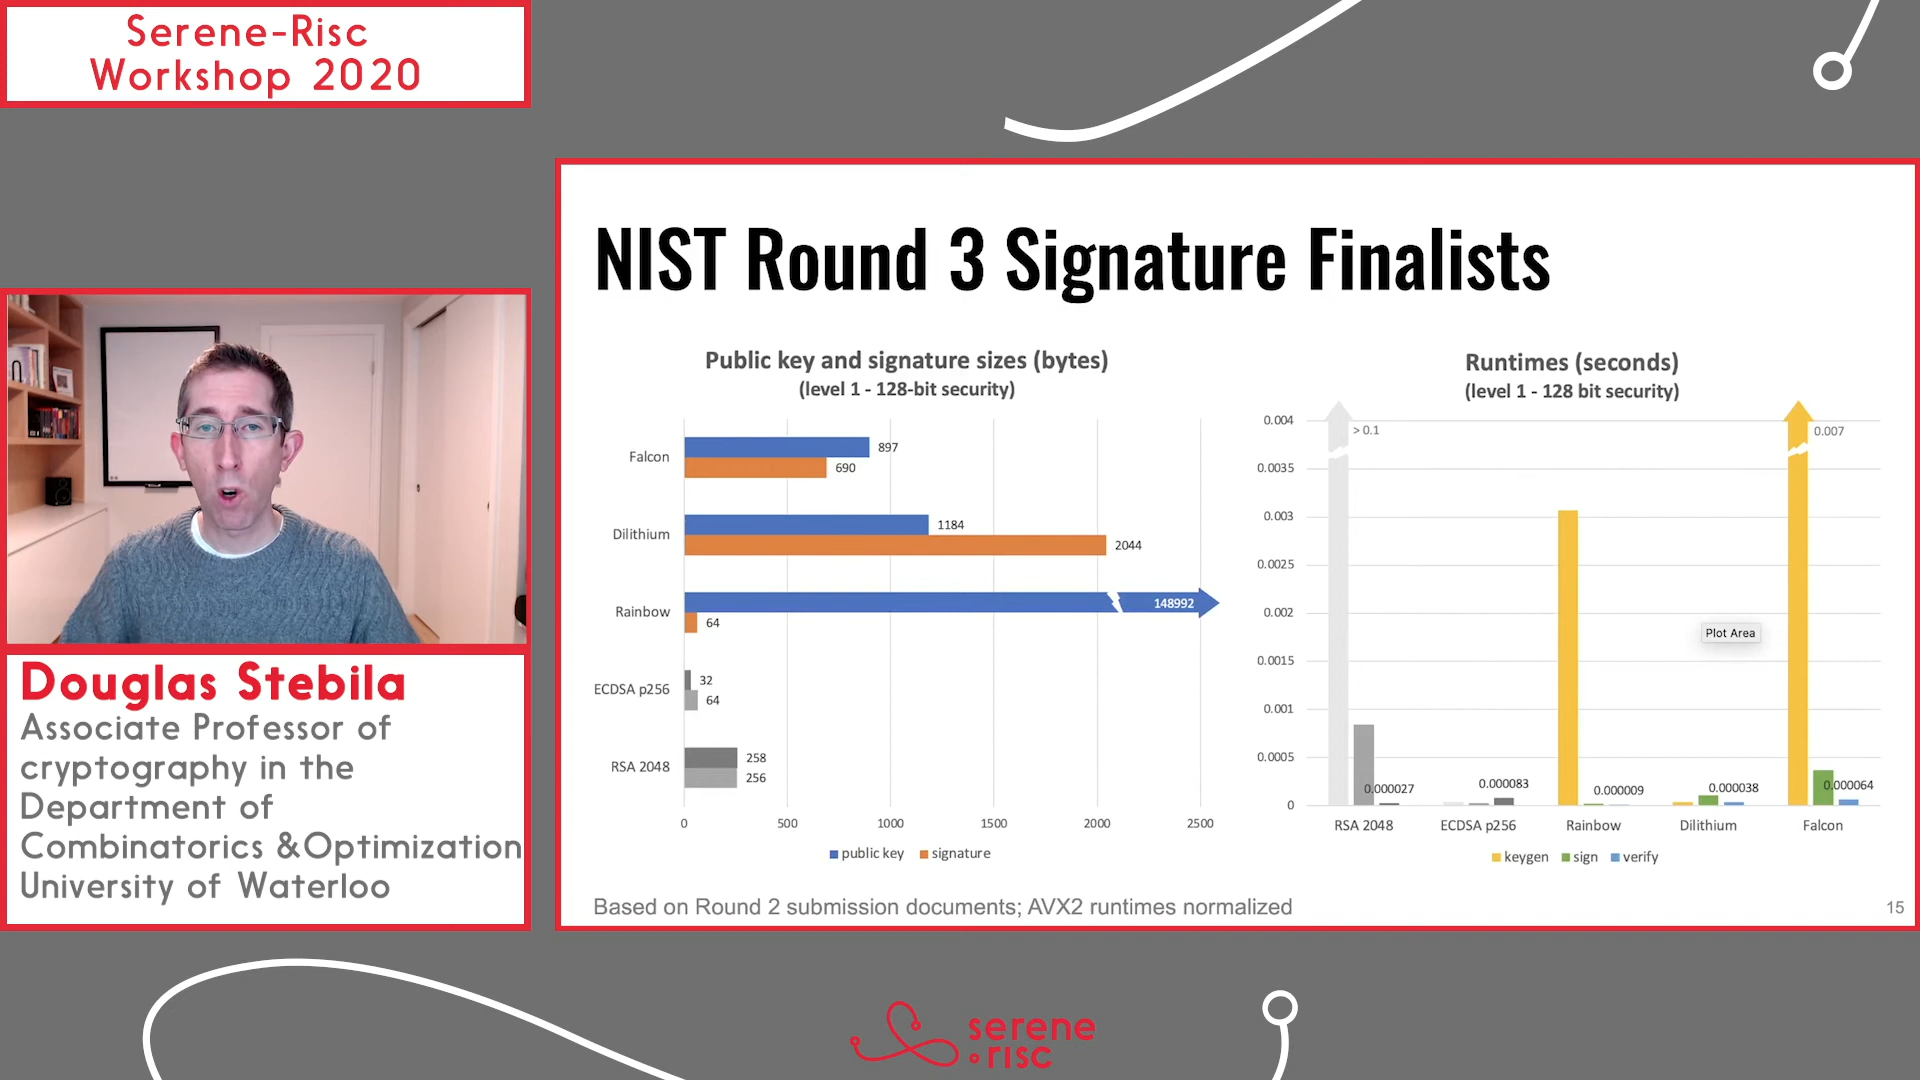 Serene-Risc
Workshop 2020
Douglas Stebila
Associate Professor of
cryptography in the
Department of
Combinatorics &Optimization
University of Waterloo
NIST Round 3 Signature Finalists
Public key and signature sizes (bytes)
(level 1 - 128-bit security)
Falcon
897
690
Dilithium
1184
2044
Rainbow
148992
64
ECDSA p256
32
64
RSA 2048
258
256
0 500 1000 1500 2000 2500
public key signature
Runtimes (seconds)
(level 1 - 128 bit security)
0.004
> 0.1
0.007
0.0035
0.003
0.0025
0.002
Plot Area
0.0015
0.001
0.0005
0.000027 0.000083 0.000009 0.000038 0.000064
0
RSA 2048 ECDSA p256 Rainbow Dilithium Falcon
keygen sign verify
Based on Round 2 submission documents; AVX2 runtimes normalized
15
serene
risc